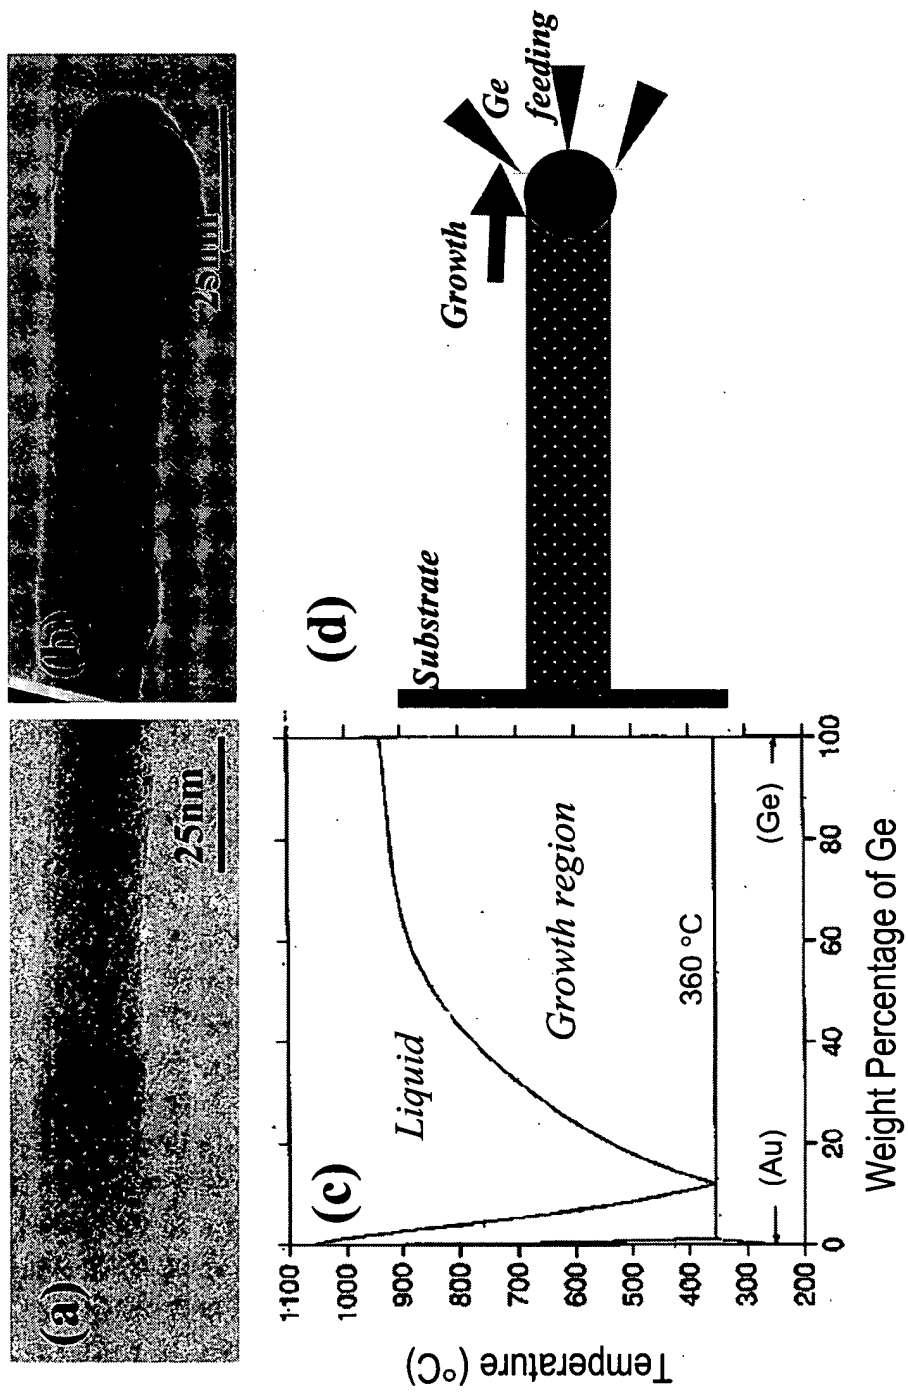 (a)
25nm
(b)
25nm
(c)
Temperature (°C)
1100
1000
900
800
700
600
500
400
300
200
Liquid
Growth region
360 °C
(Au)
(Ge)
0
20
40
60
80
100
Weight Percentage of Ge
(d)
Substrate
Growth
Ge
feeding